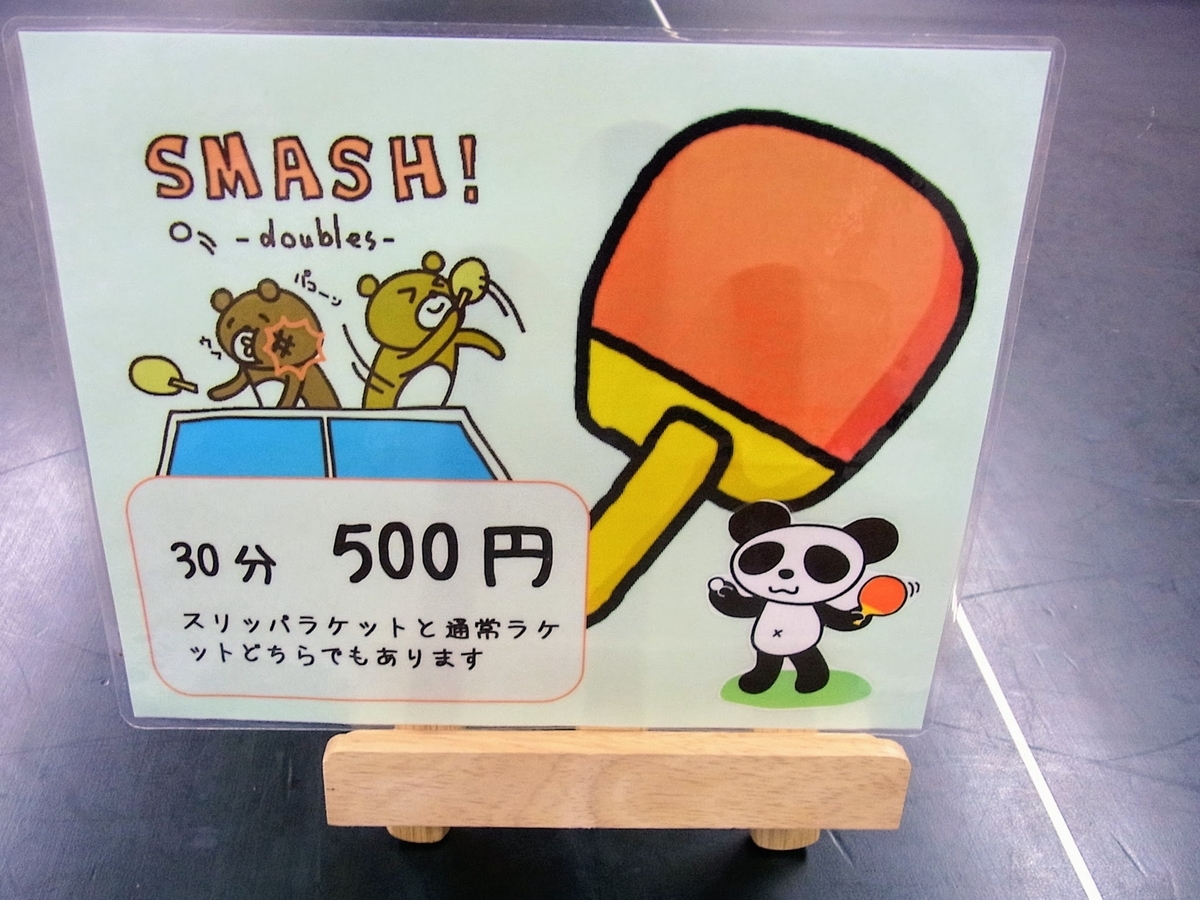 SMASH!
-doubles-
パコーン
ウッ
30分 500円
スリッパラケットと通常ラケ
ットどちらでもあります